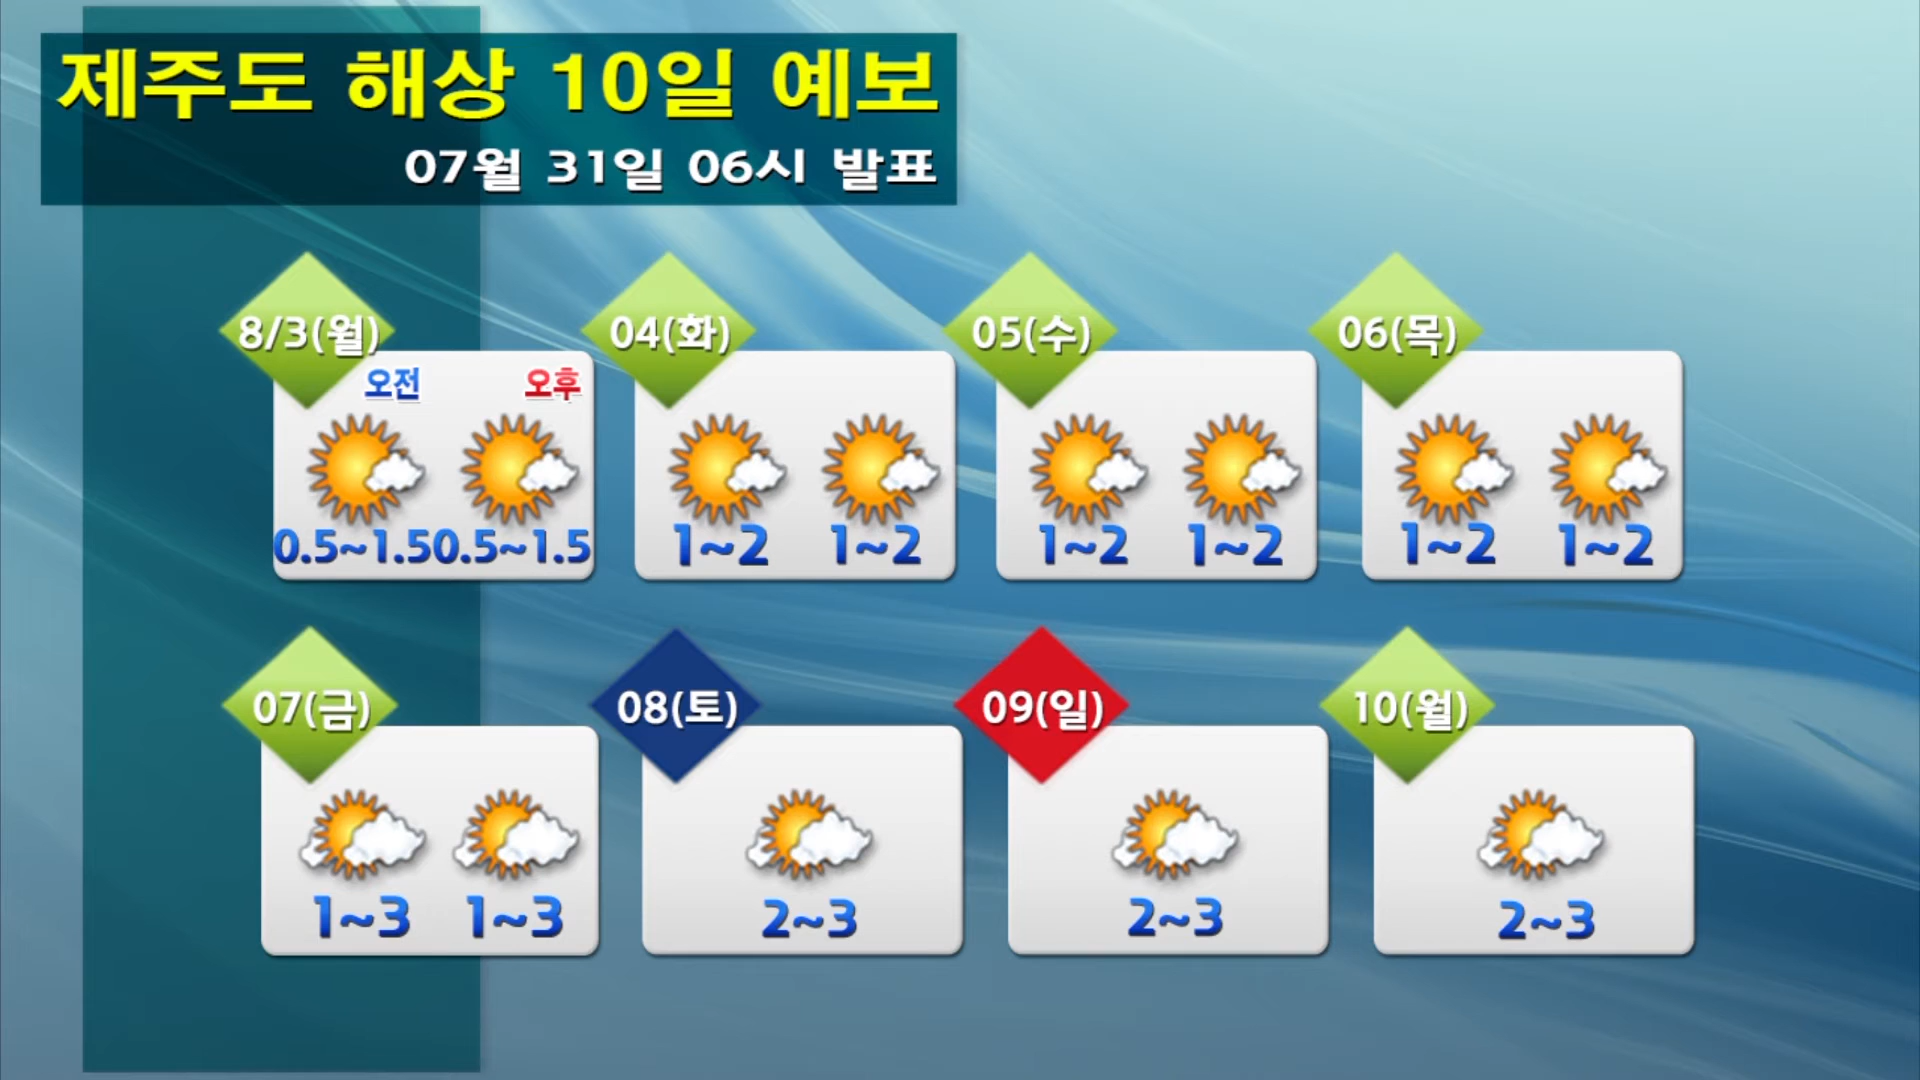 제주도 해상 10일 예보
07월 31일 06시 발표
8/3(월) 04(화) 05(수) 06(목)
오전 오후
0.5~1.5 0.5~1.5 1~2 1~2 1~2 1~2 1~2 1~2
07(금) 08(토) 09(일) 10(월)
1~3 1~3 2~3 2~3 2~3